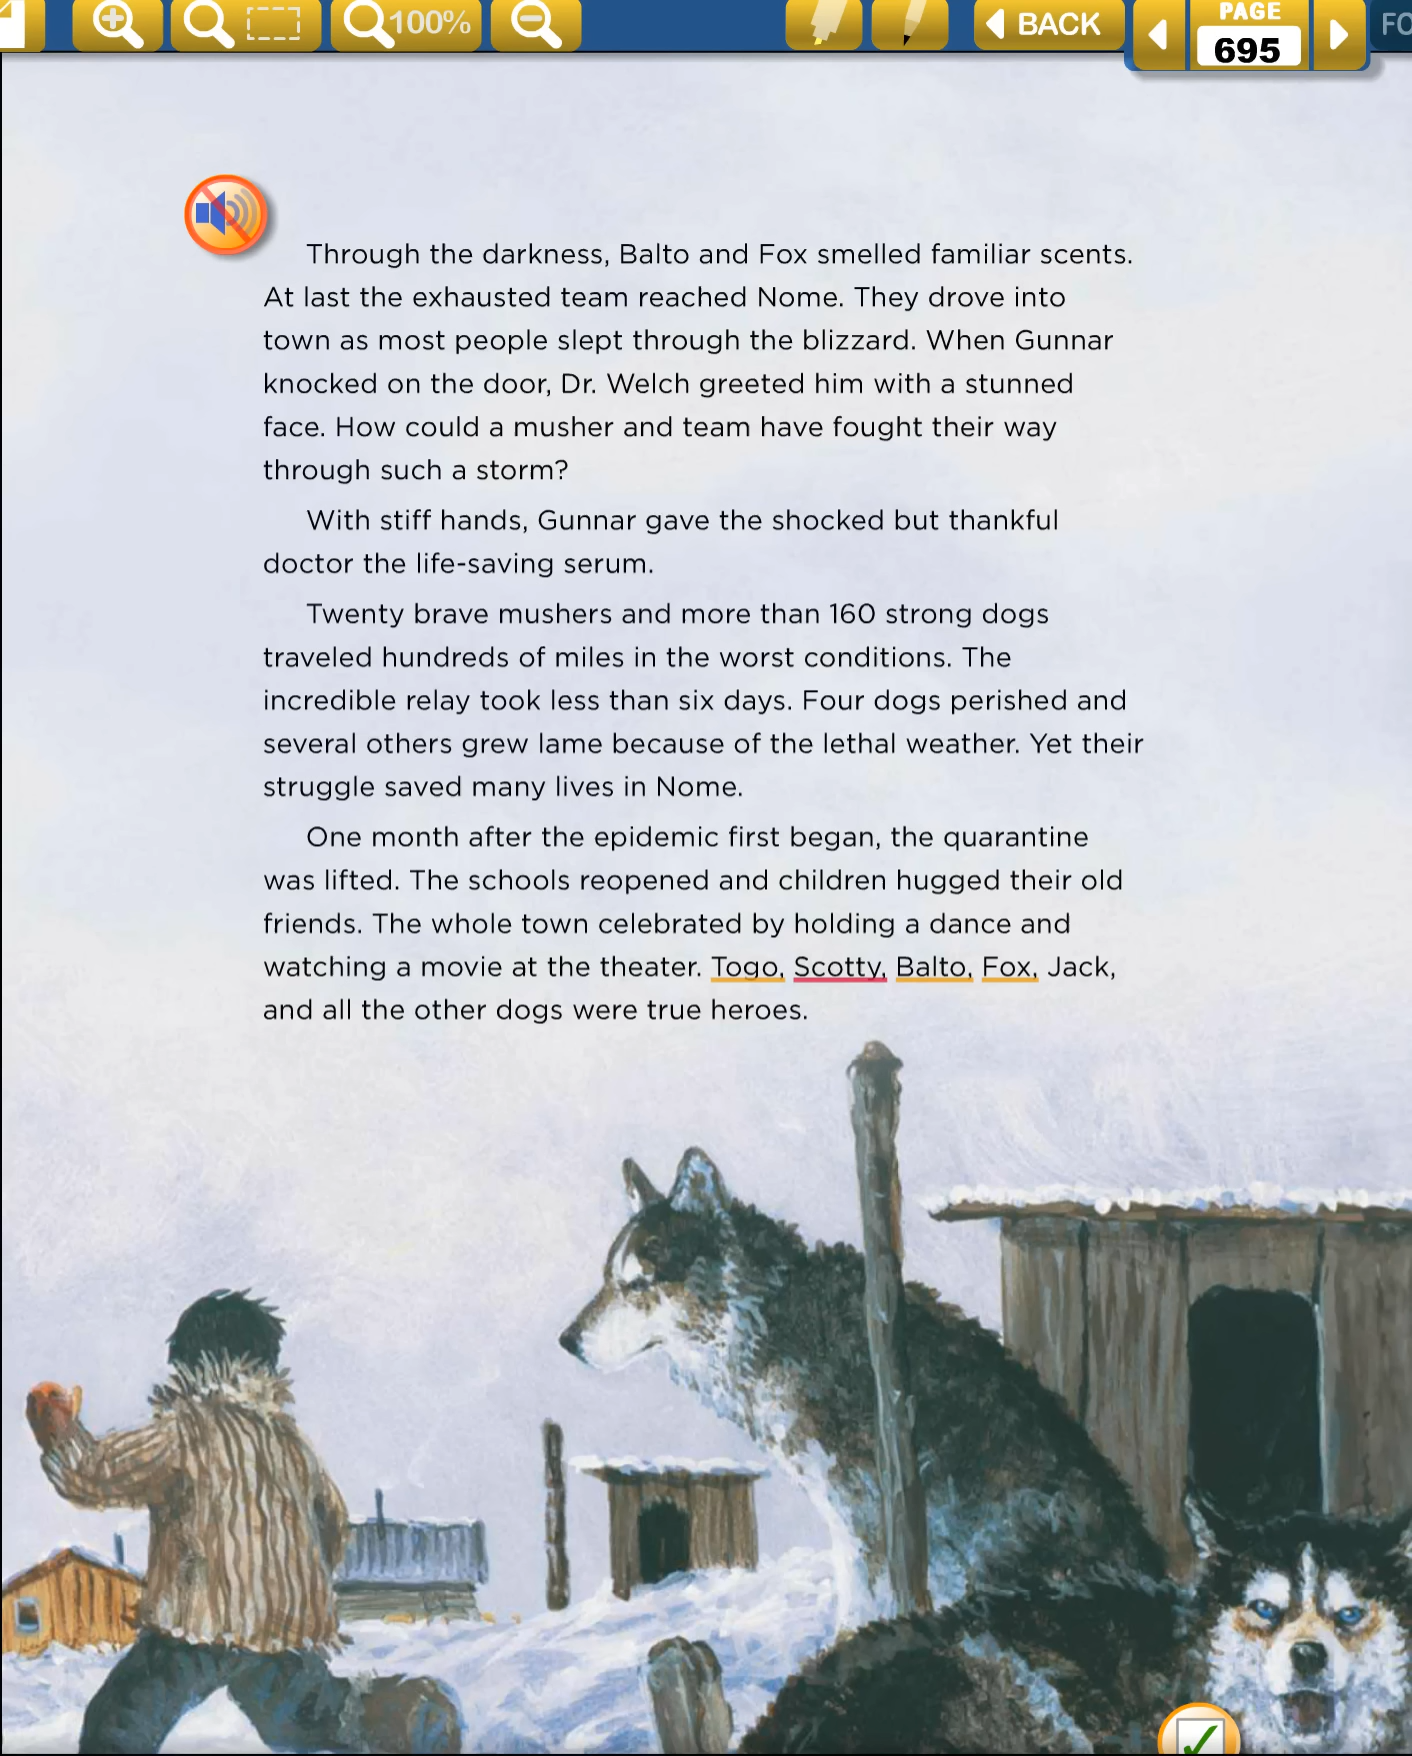 100%
BACK
PAGE
695
FO
Through the darkness, Balto and Fox smelled familiar scents.
At last the exhausted team reached Nome. They drove into
town as most people slept through the blizzard. When Gunnar
knocked on the door, Dr. Welch greeted him with a stunned
face. How could a musher and team have fought their way
through such a storm?
With stiff hands, Gunnar gave the shocked but thankful
doctor the life-saving serum.
Twenty brave mushers and more than 160 strong dogs
traveled hundreds of miles in the worst conditions. The
incredible relay took less than six days. Four dogs perished and
several others grew lame because of the lethal weather. Yet their
struggle saved many lives in Nome.
One month after the epidemic first began, the quarantine
was lifted. The schools reopened and children hugged their old
friends. The whole town celebrated by holding a dance and
watching a movie at the theater. Togo, Scotty, Balto, Fox, Jack,
and all the other dogs were true heroes.